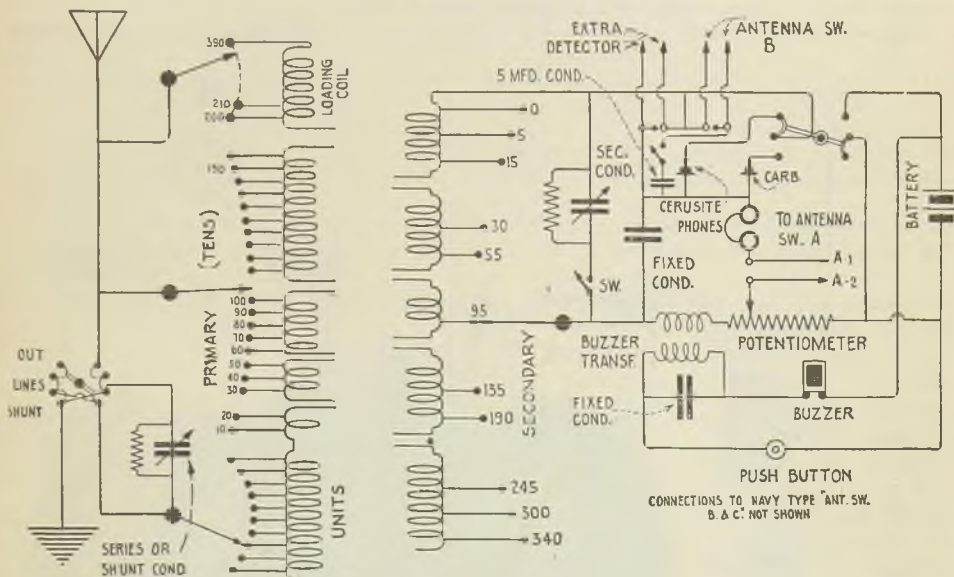 390
210
200
LOADING
COIL
190
(TENS)
100
90
80
70
60
50
40
30
20
10
PRIMARY
UNITS
OUT
LINES
SHUNT
SERIES OR
SHUNT COND.
0
5
15
30
55
95
135
190
245
300
340
SECONDARY
EXTRA
DETECTOR
ANTENNA SW.
B
5 MFD. COND.
SEC.
COND.
SW.
CERUSITE
CARB.
PHONES
TO ANTENNA
SW. A
A-1
A-2
BATTERY
FIXED
COND.
BUZZER
TRANSF.
POTENTIOMETER
FIXED
COND.
BUZZER
PUSH BUTTON
CONNECTIONS TO NAVY TYPE "ANT. SW.
B. & C." NOT SHOWN